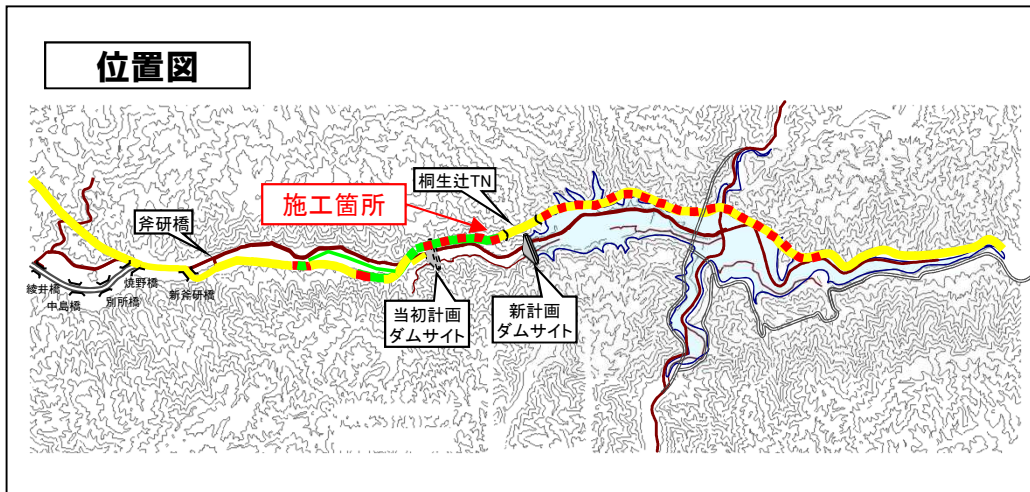 位置図
桐生辻TN
施工箇所
斧研橋
綾井橋
中島橋
別所橋
焼野橋
新斧研橋
当初計画
ダムサイト
新計画
ダムサイト